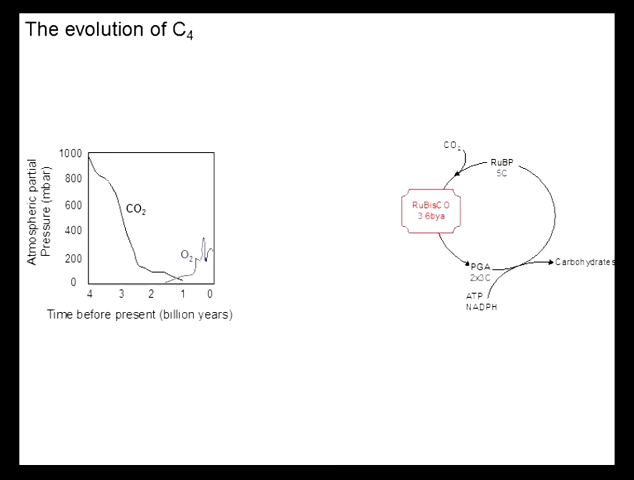 The evolution of C4
Atmospheric partial
Pressure (mbar)
1000
800
600
400
200
0
CO2
O2
4 3 2 1 0
Time before present (billion years)
CO2
RuBP
5C
RuBisCO
3.6bya
PGA
2x3C
Carbohydrates
ATP
NADPH